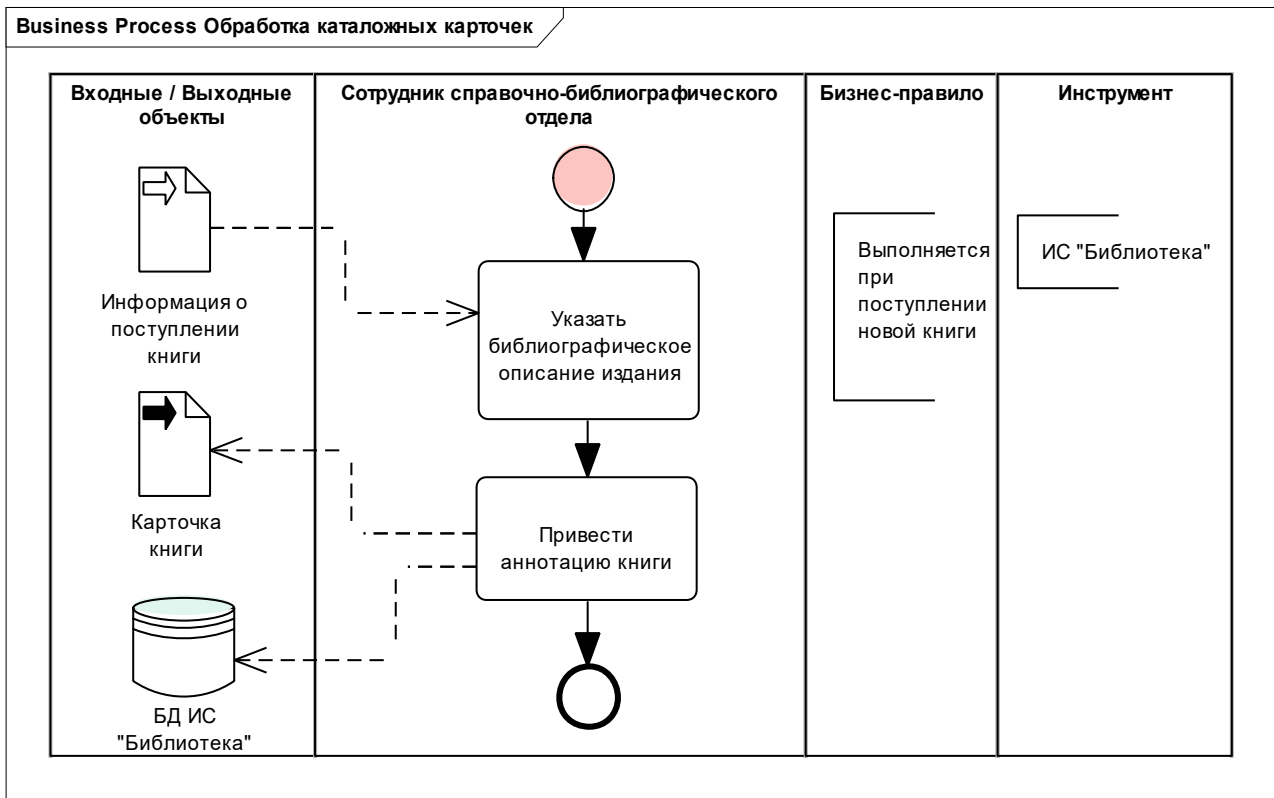 Business Process Обработка каталожных карточек
Входные / Выходные
объекты
Сотрудник справочно-библиографического
отдела
Бизнес-правило
Инструмент
Информация о
поступлении
книги
Указать
библиографическое
описание издания
Выполняется
при
поступлении
новой книги
ИС "Библиотека"
Карточка
книги
Привести
аннотацию книги
БД ИС
"Библиотека"